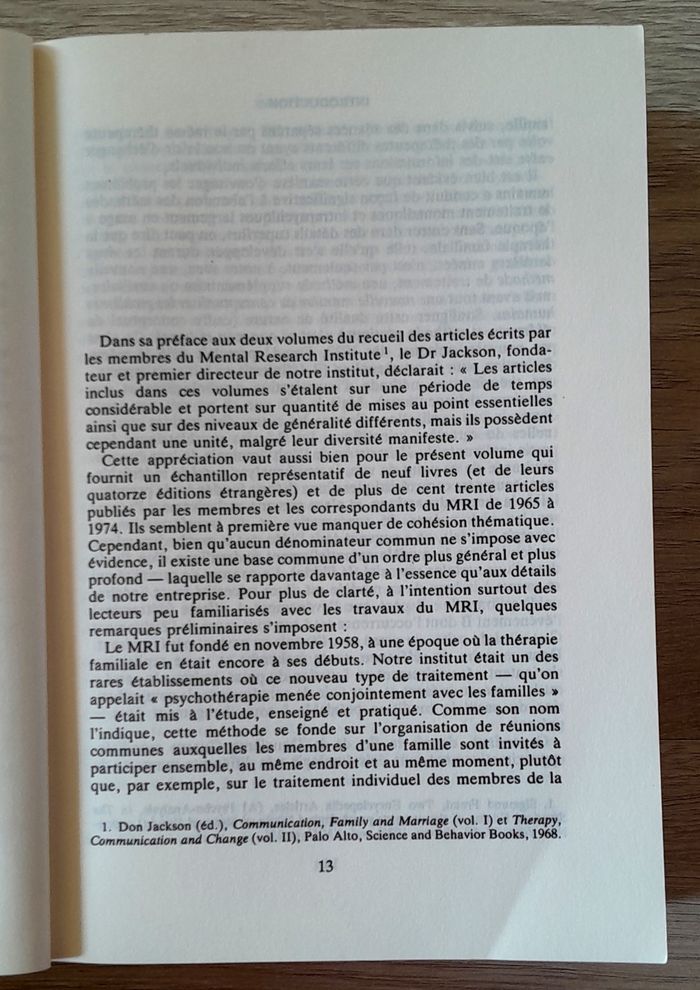 Dans sa préface aux deux volumes du recueil des articles écrits par
les membres du Mental Research Institute¹, le Dr Jackson, fonda-
teur et premier directeur de notre institut, déclarait : « Les articles
inclus dans ces volumes s'étalent sur une période de temps
considérable et portent sur quantité de mises au point essentielles
ainsi que sur des niveaux de généralité différents, mais ils possèdent
cependant une unité, malgré leur diversité manifeste. »
Cette appréciation vaut aussi bien pour le présent volume qui
fournit un échantillon représentatif de neuf livres (et de leurs
quatorze éditions étrangères) et de plus de cent trente articles
publiés par les membres et les correspondants du MRI de 1965 à
1974. Ils semblent à première vue manquer de cohésion thématique.
Cependant, bien qu'aucun dénominateur commun ne s'impose avec
évidence, il existe une base commune d'un ordre plus général et plus
profond — laquelle se rapporte davantage à l'essence qu'aux détails
de notre entreprise. Pour plus de clarté, à l'intention surtout des
lecteurs peu familiarisés avec les travaux du MRI, quelques
remarques préliminaires s'imposent :
Le MRI fut fondé en novembre 1958, à une époque où la thérapie
familiale en était encore à ses débuts. Notre institut était un des
rares établissements où ce nouveau type de traitement — qu'on
appelait « psychothérapie menée conjointement avec les familles »
— était mis à l'étude, enseigné et pratiqué. Comme son nom
l'indique, cette méthode se fonde sur l'organisation de réunions
communes auxquelles les membres d'une famille sont invités à
participer ensemble, au même endroit et au même moment, plutôt
que, par exemple, sur le traitement individuel des membres de la
1. Don Jackson (éd.), Communication, Family and Marriage (vol. I) et Therapy,
Communication and Change (vol. II), Palo Alto, Science and Behavior Books, 1968.
13